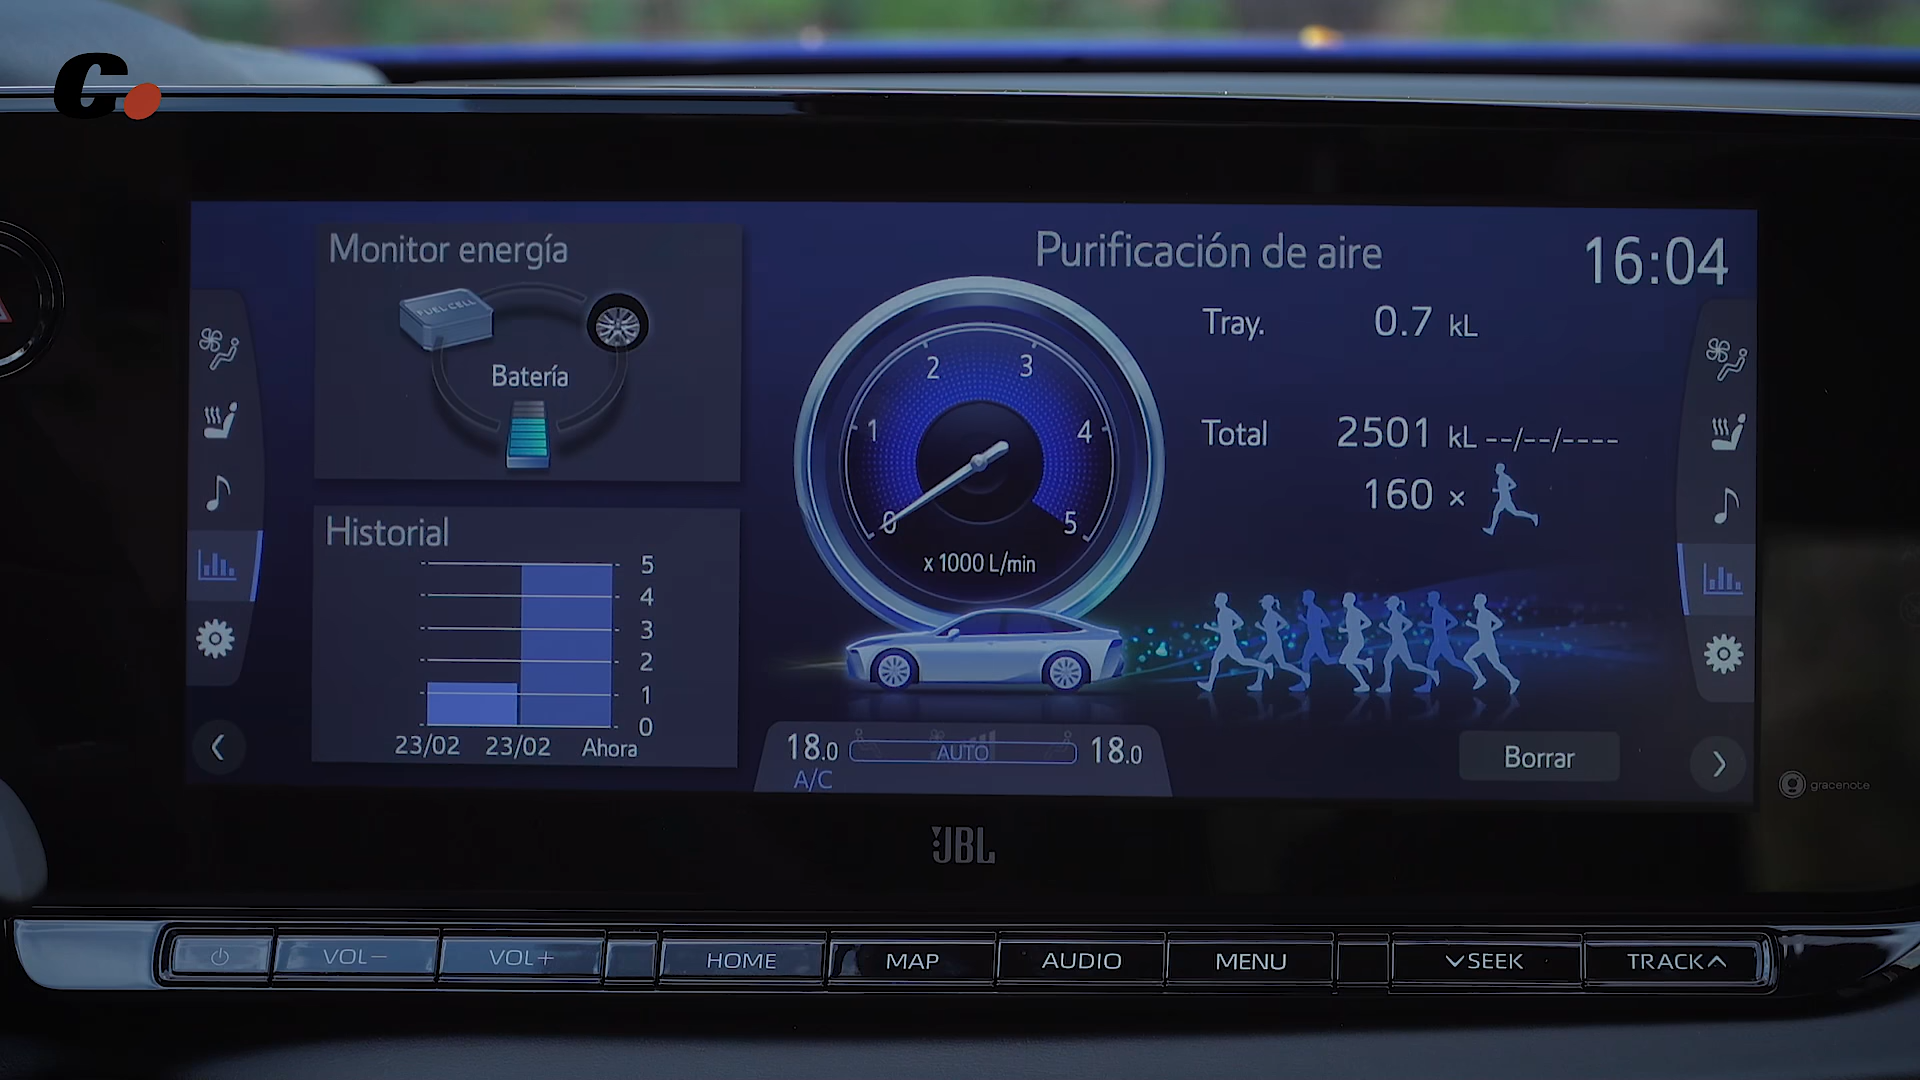 C.
Monitor energía
FUEL CELL
Batería
Historial
5
4
3
2
1
0
23/02 23/02 Ahora
Purificación de aire
16:04
0 1 2 3 4 5
x 1000 L/min
Tray. 0.7 kL
Total 2501 kL --/--/----
160 ×
18.0 AUTO 18.0
A/C
Borrar
gracenote
JBL
VOL− VOL+ HOME MAP AUDIO MENU SEEK TRACK